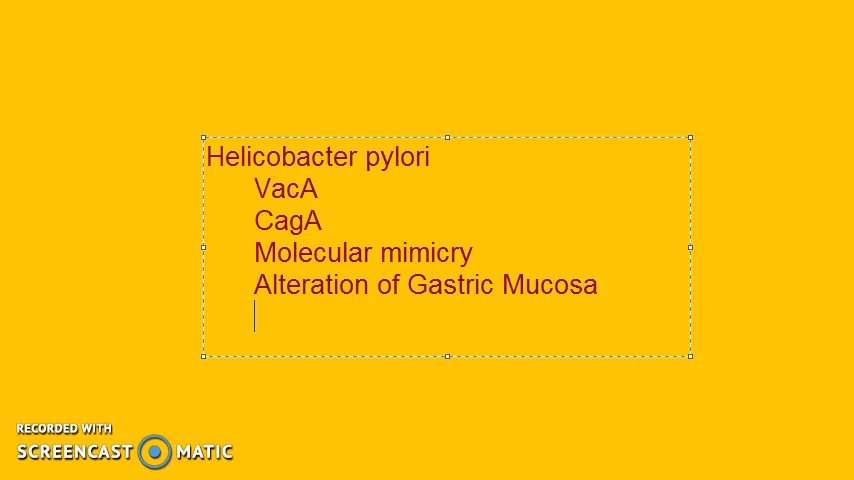 Helicobacter pylori
VacA
CagA
Molecular mimicry
Alteration of Gastric Mucosa
RECORDED WITH
SCREENCAST MATIC